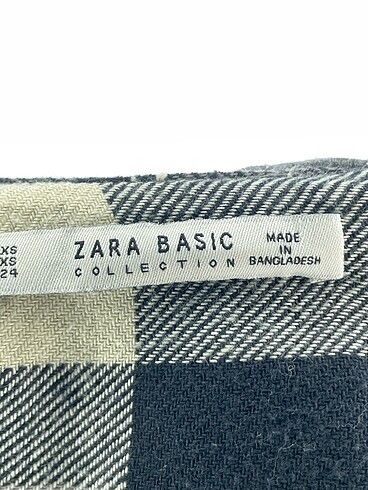 XS
XS
24
ZARA BASIC
COLLECTION
MADE
IN
BANGLADESH